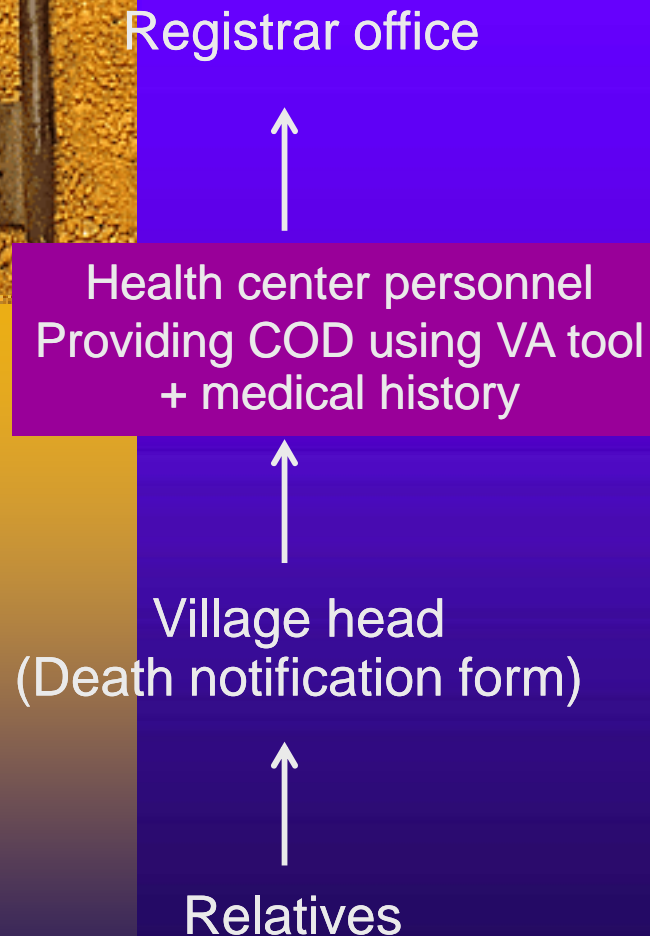 Registrar office
Health center personnel
Providing COD using VA tool
+ medical history
Village head
(Death notification form)
Relatives